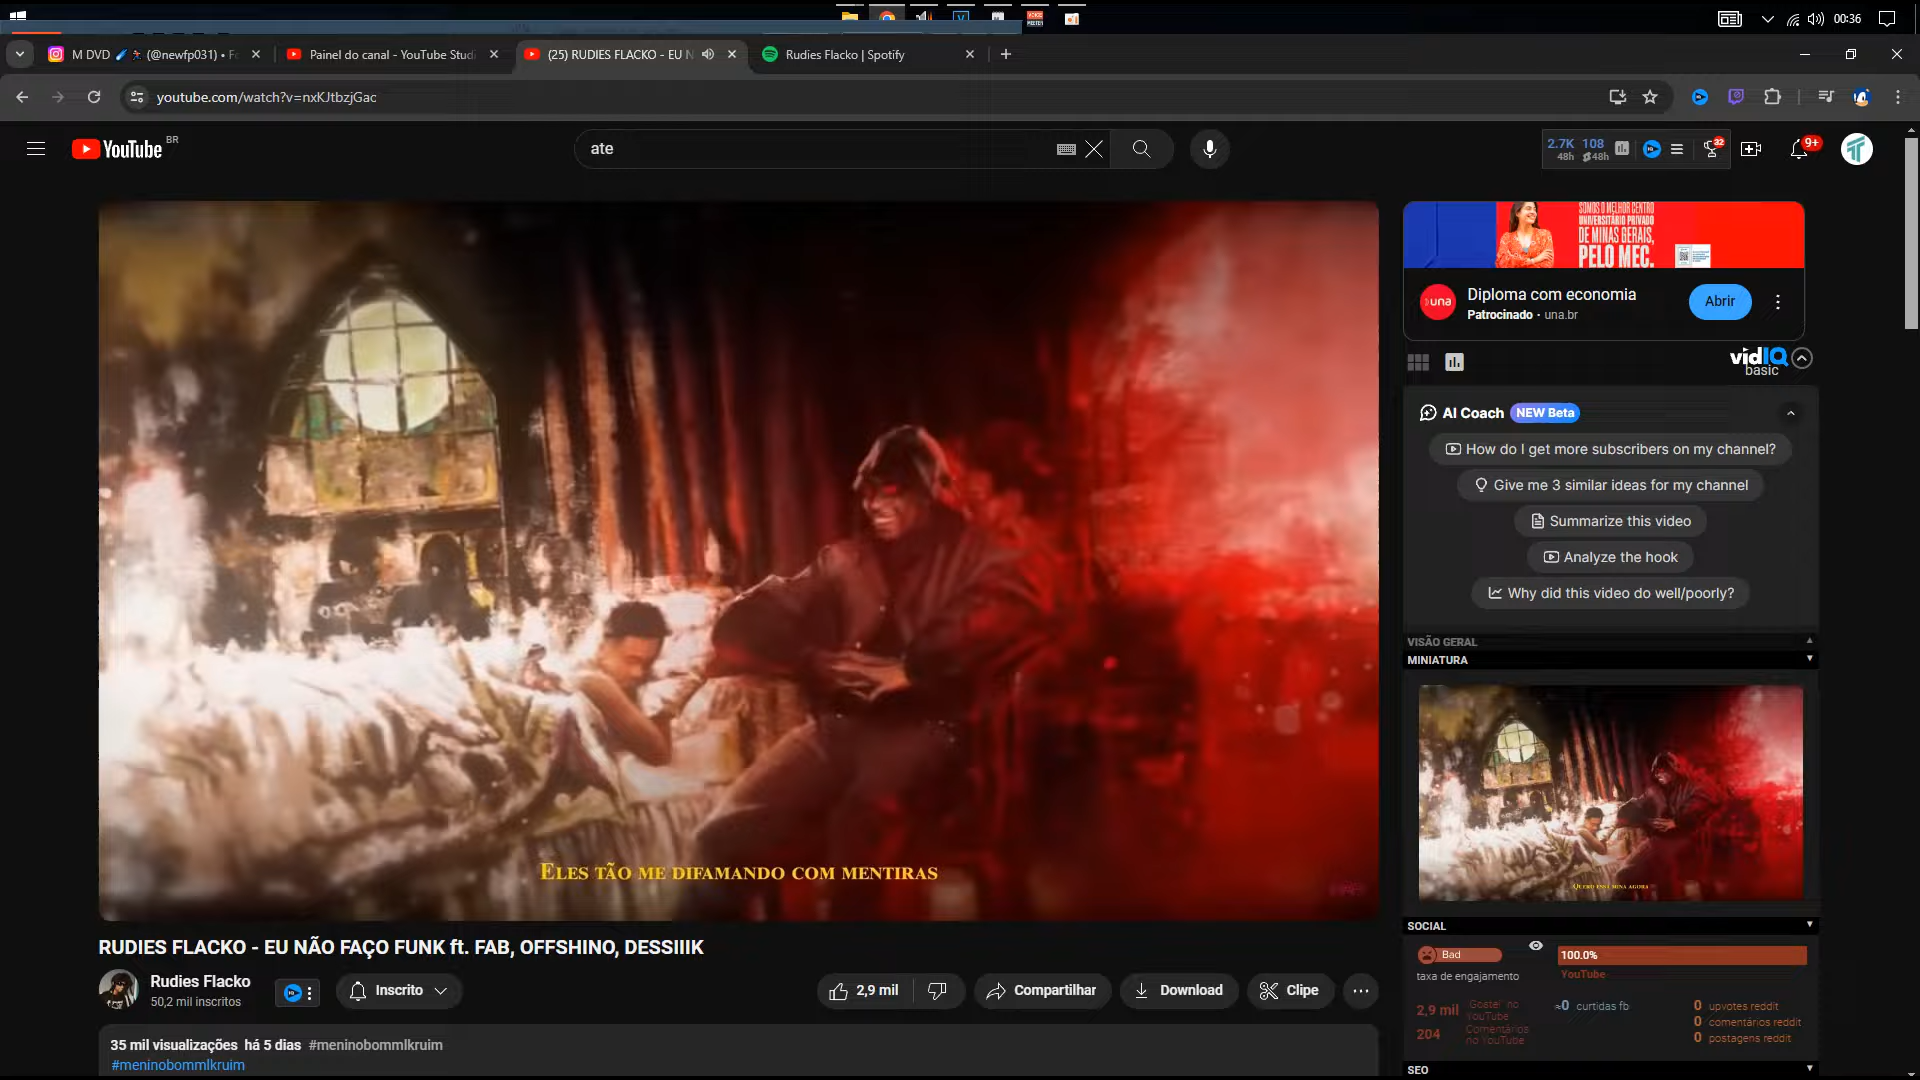 00:36
M DVD (@newfp031) • F
Painel do canal - YouTube Studi
(25) RUDIES FLACKO - EU N
Rudies Flacko | Spotify
youtube.com/watch?v=nxKJtbzjGac
YouTube BR
ate
2.7K 108
48h 48h
32
9+
SOMOS O MELHOR CENTRO
UNIVERSITÁRIO PRIVADO
DE MINAS GERAIS,
PELO MEC.
una
Diploma com economia
Patrocinado · una.br
Abrir
vidIQ
basic
AI Coach NEW Beta
How do I get more subscribers on my channel?
Give me 3 similar ideas for my channel
Summarize this video
Analyze the hook
Why did this video do well/poorly?
VISÃO GERAL
MINIATURA
Quero essa mina agora
Eles tão me difamando com mentiras
RUDIES FLACKO - EU NÃO FAÇO FUNK ft. FAB, OFFSHINO, DESSIIIK
Rudies Flacko
50,2 mil inscritos
Inscrito
2,9 mil
Compartilhar
Download
Clipe
35 mil visualizações há 5 dias #meninobommlkruim
#meninobommlkruim
SOCIAL
Bad
taxa de engajamento
100.0%
YouTube
2,9 mil "Gostei" no YouTube
204 Comentários no YouTube
≈0 curtidas fb
0 upvotes reddit
0 comentários reddit
0 postagens reddit
SEO